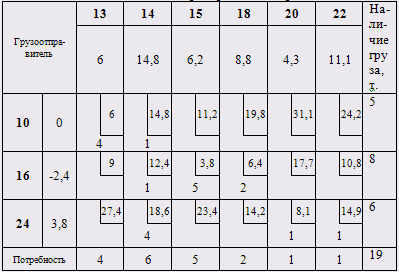 Грузоотпра-
витель
13 14 15 18 20 22
На-
ли-
чие
гру
за,
т.
6 14,8 6,2 8,8 4,3 11,1
10 0 6 14,8 11,2 19,8 31,1 24,2 5
4 1
16 -2,4 9 12,4 3,8 6,4 17,7 10,8 8
1 5 2
24 3,8 27,4 18,6 23,4 14,2 8,1 14,9 6
4 1 1
Потребность 4 6 5 2 1 1 19